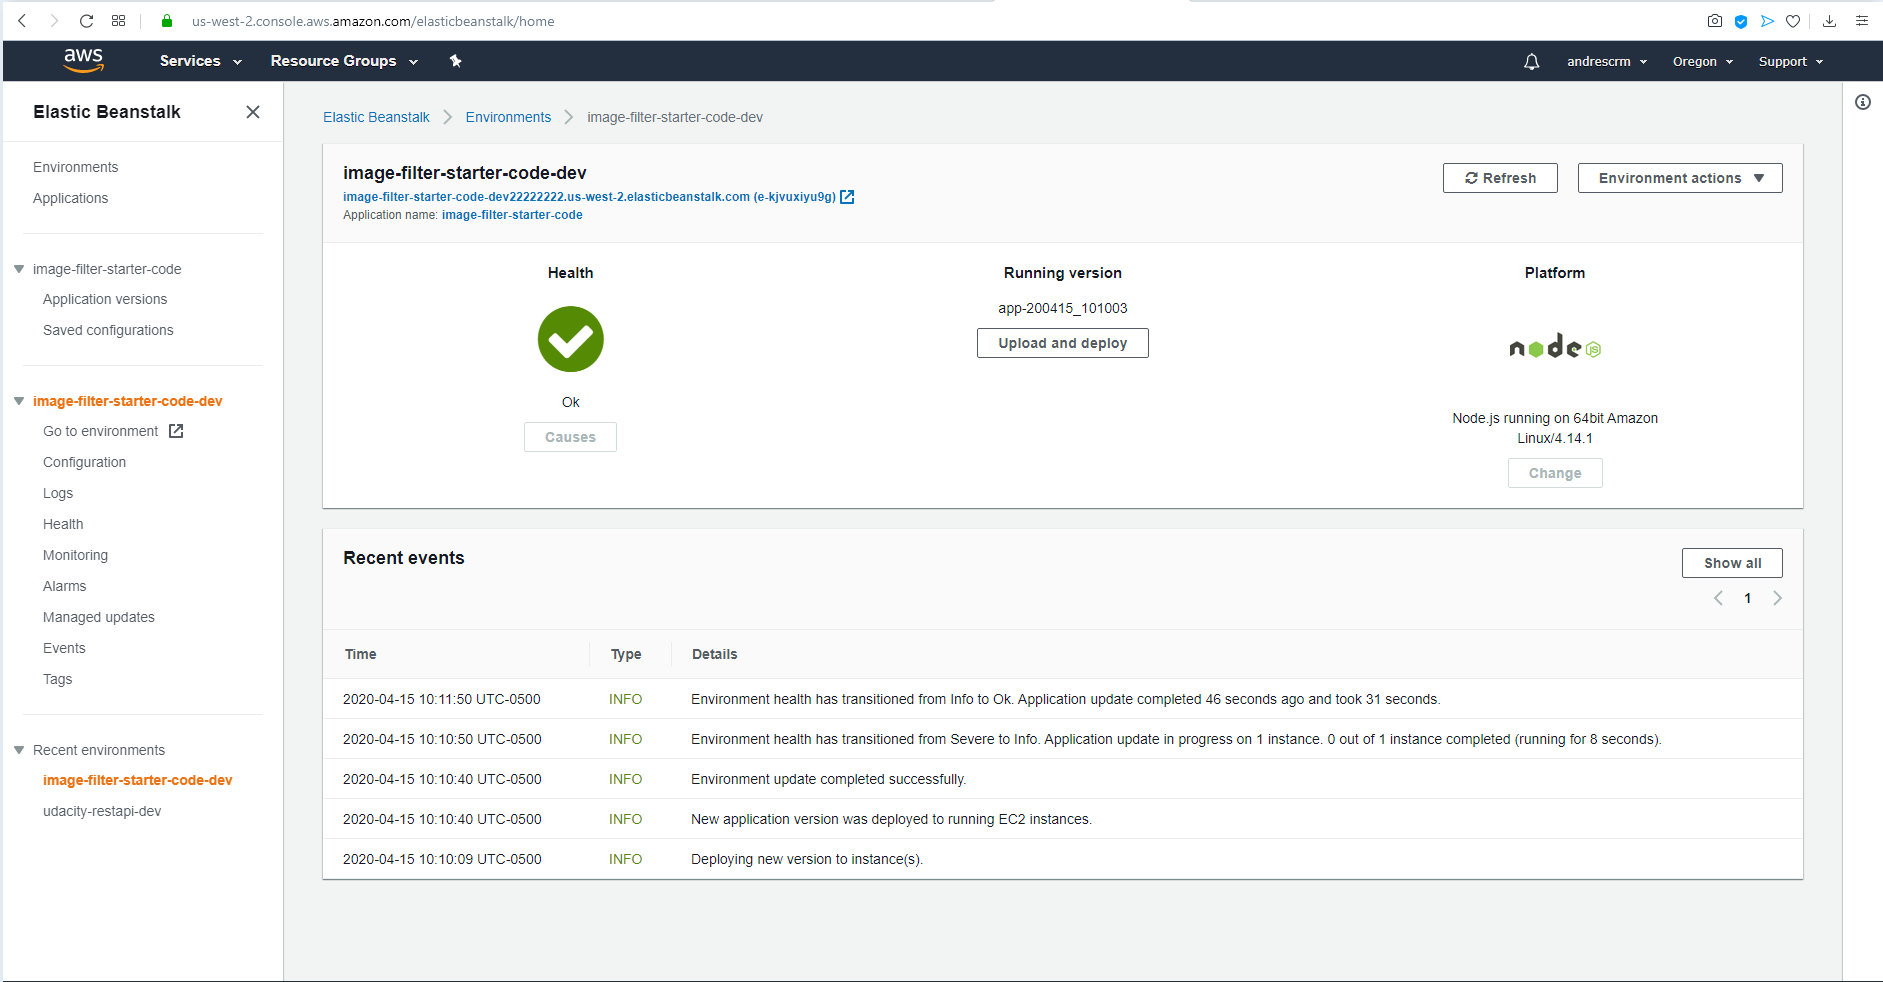 us-west-2.console.aws.amazon.com/elasticbeanstalk/home
aws Services Resource Groups andrescrm Oregon Support
Elastic Beanstalk
Environments
Applications
image-filter-starter-code
Application versions
Saved configurations
image-filter-starter-code-dev
Go to environment
Configuration
Logs
Health
Monitoring
Alarms
Managed updates
Events
Tags
Recent environments
image-filter-starter-code-dev
udacity-restapi-dev
Elastic Beanstalk Environments image-filter-starter-code-dev
image-filter-starter-code-dev
image-filter-starter-code-dev22222222.us-west-2.elasticbeanstalk.com (e-kjvuxiyu9g)
Application name: image-filter-starter-code
Refresh Environment actions
Health
Ok
Causes
Running version
app-200415_101003
Upload and deploy
Platform
node JS
Node.js running on 64bit Amazon
Linux/4.14.1
Change
Recent events
Show all
1
Time Type Details
2020-04-15 10:11:50 UTC-0500 INFO Environment health has transitioned from Info to Ok. Application update completed 46 seconds ago and took 31 seconds.
2020-04-15 10:10:50 UTC-0500 INFO Environment health has transitioned from Severe to Info. Application update in progress on 1 instance. 0 out of 1 instance completed (running for 8 seconds).
2020-04-15 10:10:40 UTC-0500 INFO Environment update completed successfully.
2020-04-15 10:10:40 UTC-0500 INFO New application version was deployed to running EC2 instances.
2020-04-15 10:10:09 UTC-0500 INFO Deploying new version to instance(s).